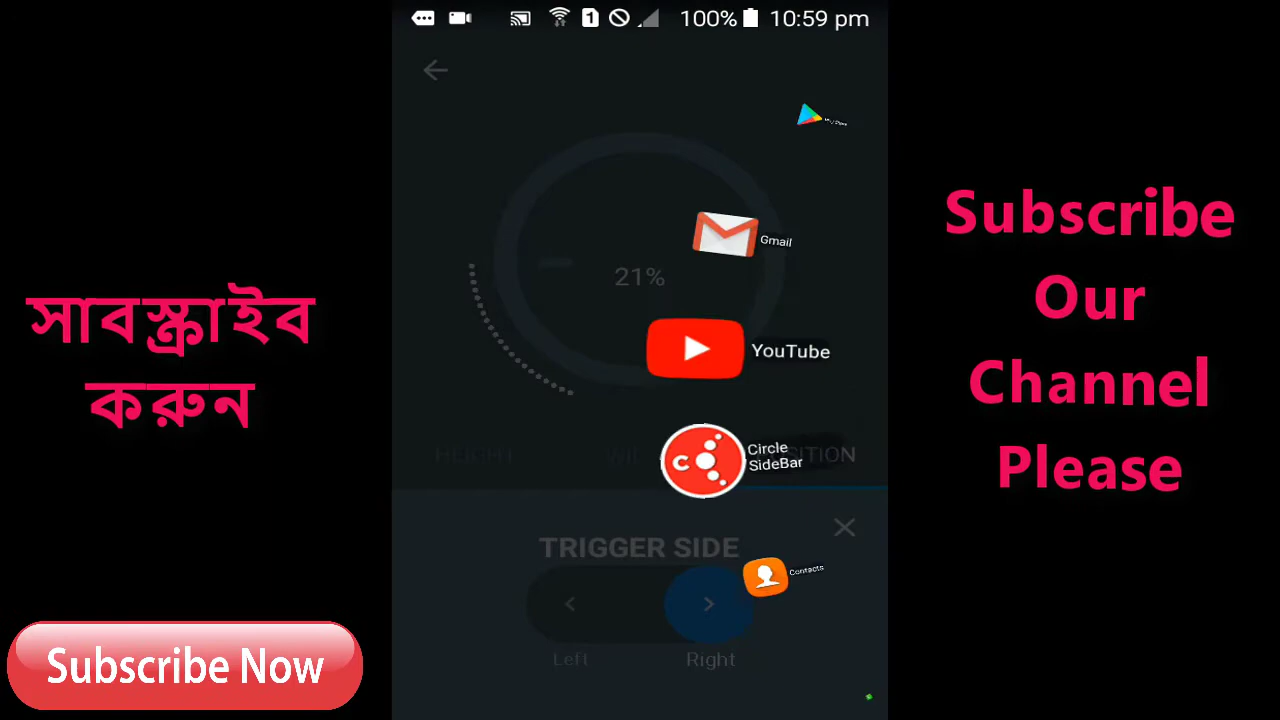 100% 10:59 pm
21%
Gmail
YouTube
Circle
SideBar
HEIGHT
TRIGGER SIDE
Contacts
Left
Right
সাবস্ক্রাইব
করুন
Subscribe Now
Subscribe
Our
Channel
Please